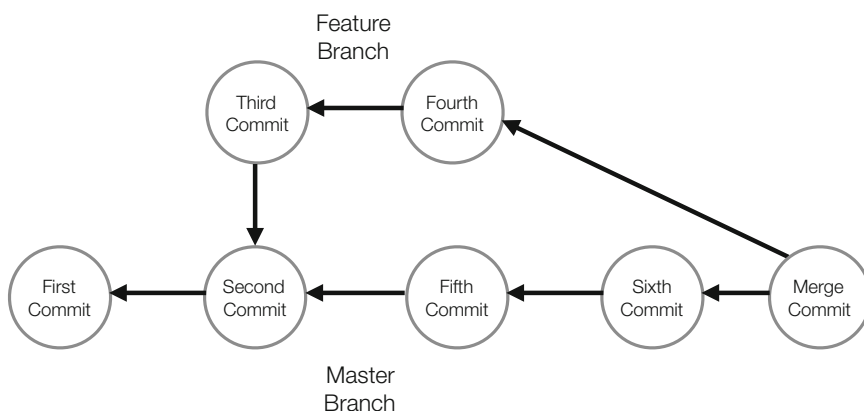 Feature
Branch
Third
Commit
Fourth
Commit
First
Commit
Second
Commit
Fifth
Commit
Sixth
Commit
Merge
Commit
Master
Branch